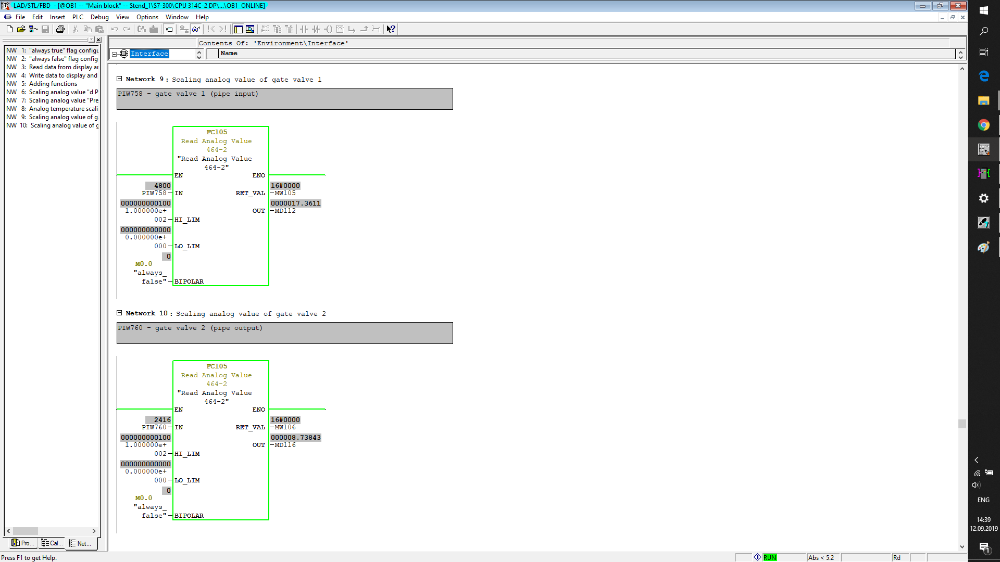 LAD/STL/FBD - [@OB1 -- "Main block" -- Stend_1\S7-300\CPU 314C-2 DP\...\OB1 ONLINE]
File Edit Insert PLC Debug View Options Window Help
Contents Of: 'Environment\Interface'
Interface
Name
NW 1: "always true" flag configu
NW 2: "always false" flag config
NW 3: Read data from display ar
NW 4: Write data to display and
NW 5: Adding functions
NW 6: Scaling analog value "d P
NW 7: Scaling analog value "Pre
NW 8: Analog temperature scali
NW 9: Scaling analog value of g
NW 10: Scaling analog value of g
Pro... Cal... Net...
Network 9 : Scaling analog value of gate valve 1
PIW758 - gate valve 1 (pipe input)
FC105
Read Analog Value
464-2
"Read Analog Value
464-2"
EN ENO
4800 16#0000
PIW758 IN RET_VAL MW105
000000000100 0000017.3611
1.000000e+ OUT MD112
002 HI_LIM
000000000000
0.000000e+
000 LO_LIM
0
M0.0
"always_
false" BIPOLAR
Network 10 : Scaling analog value of gate valve 2
PIW760 - gate valve 2 (pipe output)
FC105
Read Analog Value
464-2
"Read Analog Value
464-2"
EN ENO
2416 16#0000
PIW760 IN RET_VAL MW106
000000000100 000008.73843
1.000000e+ OUT MD116
002 HI_LIM
000000000000
0.000000e+
000 LO_LIM
0
M0.0
"always_
false" BIPOLAR
ENG
14:39
12.09.2019
1
Press F1 to get Help.
RUN
Abs < 5.2
Rd